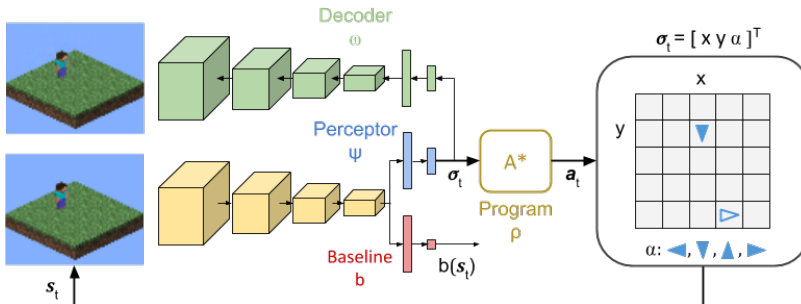 Decoder
ω
σt = [ x y α ]T
x
y
Perceptor
Ψ
σt
A*
at
Program
ρ
Baseline
b
b(st)
α: ◀, ▼, ▲, ▶
st